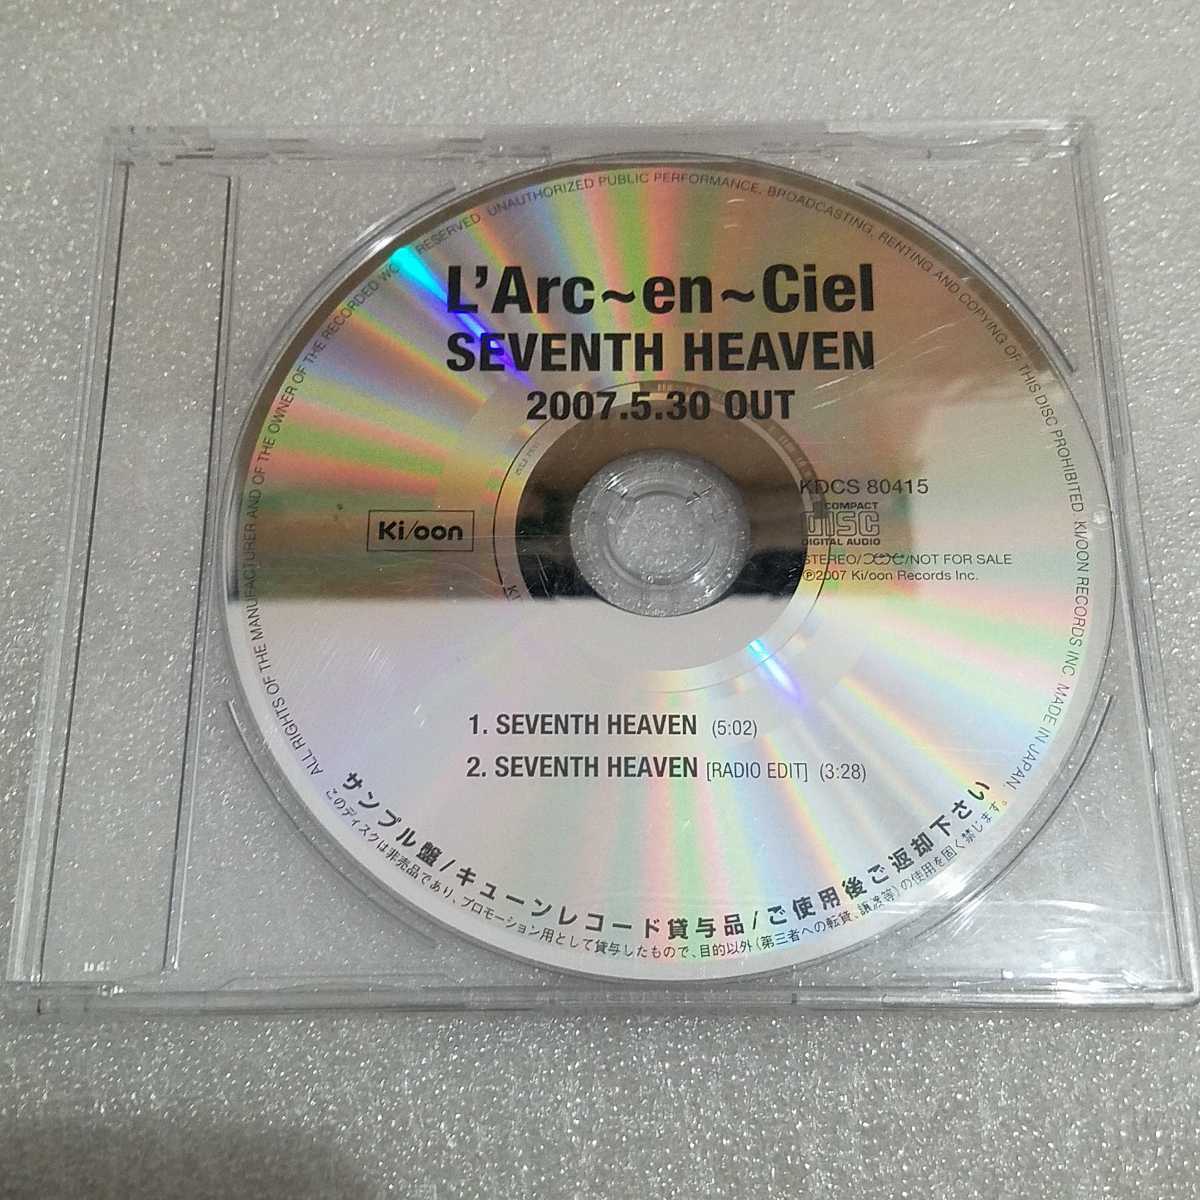 ALL RIGHTS OF THE MANUFACTURER AND OF THE OWNER OF THE RECORDED RESERVED. UNAUTHORIZED PUBLIC PERFORMANCE, BROADCASTING, RENTING AND COPYING OF THIS DISC PROHIBITED. KI/OON RECORDS INC. MADE IN JAPAN
L'Arc~en~Ciel
SEVENTH HEAVEN
2007.5.30 OUT
Ki/oon
KDCS 80415
COMPACT
DISC
DIGITAL AUDIO
STEREO/ /NOT FOR SALE
Ⓟ2007 Ki/oon Records Inc.
1. SEVENTH HEAVEN (5:02)
2. SEVENTH HEAVEN [RADIO EDIT] (3:28)
サンプル盤/キューンレコード貸与品/ご使用後ご返却下さい
このディスクは非売品であり、プロモーション用として貸与したもので、目的以外(第三者への転貸、譲渡等)の使用を固く禁じます。